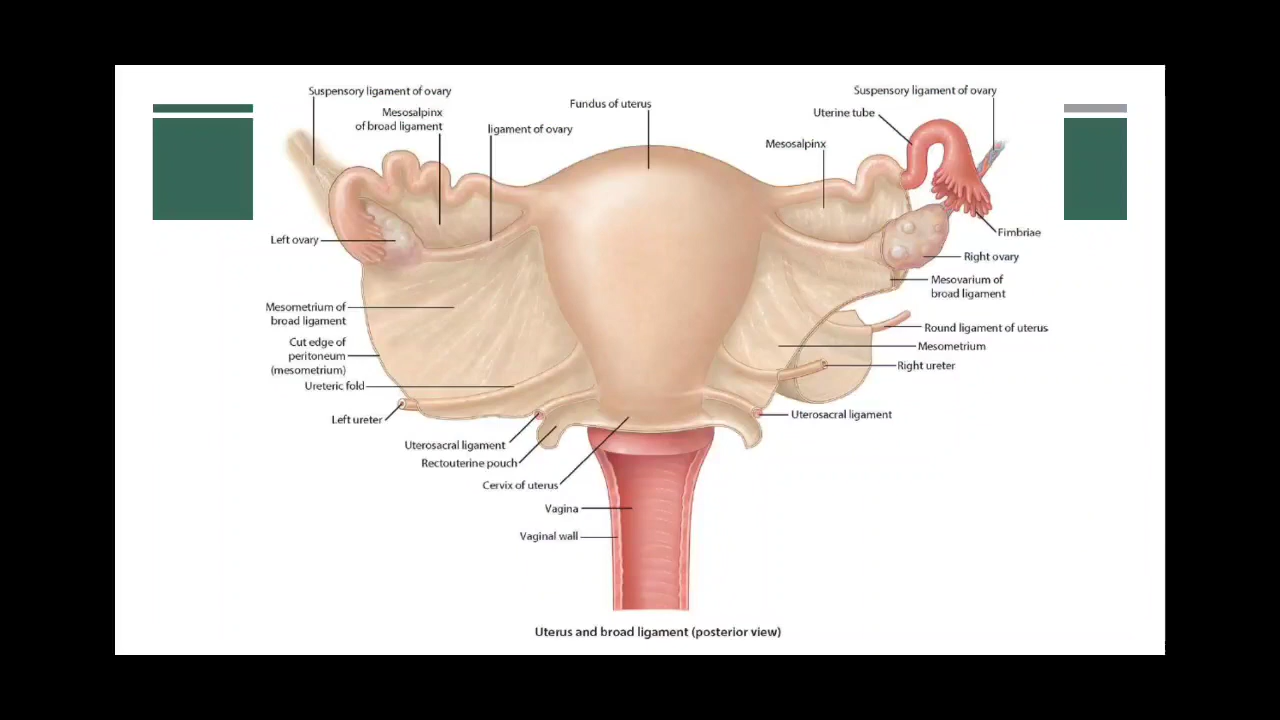 Suspensory ligament of ovary
Mesosalpinx
of broad ligament
ligament of ovary
Fundus of uterus
Suspensory ligament of ovary
Uterine tube
Mesosalpinx
Left ovary
Fimbriae
Right ovary
Mesovarium of
broad ligament
Mesometrium of
broad ligament
Round ligament of uterus
Cut edge of
peritoneum
(mesometrium)
Mesometrium
Right ureter
Ureteric fold
Left ureter
Uterosacral ligament
Uterosacral ligament
Rectouterine pouch
Cervix of uterus
Vagina
Vaginal wall
Uterus and broad ligament (posterior view)